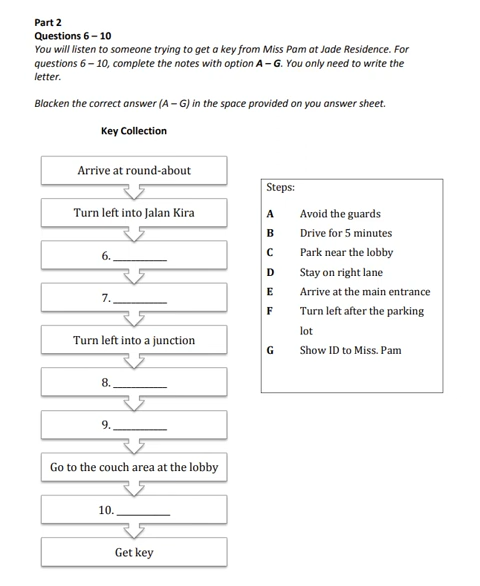 Part 2
Questions 6 – 10
You will listen to someone trying to get a key from Miss Pam at Jade Residence. For
questions 6 – 10, complete the notes with option A – G. You only need to write the
letter.
Blacken the correct answer (A – G) in the space provided on you answer sheet.
Key Collection
Arrive at round-about
Turn left into Jalan Kira
6. __________
7. __________
Turn left into a junction
8. __________
9. __________
Go to the couch area at the lobby
10. __________
Get key
Steps:
A Avoid the guards
B Drive for 5 minutes
C Park near the lobby
D Stay on right lane
E Arrive at the main entrance
F Turn left after the parking
lot
G Show ID to Miss. Pam